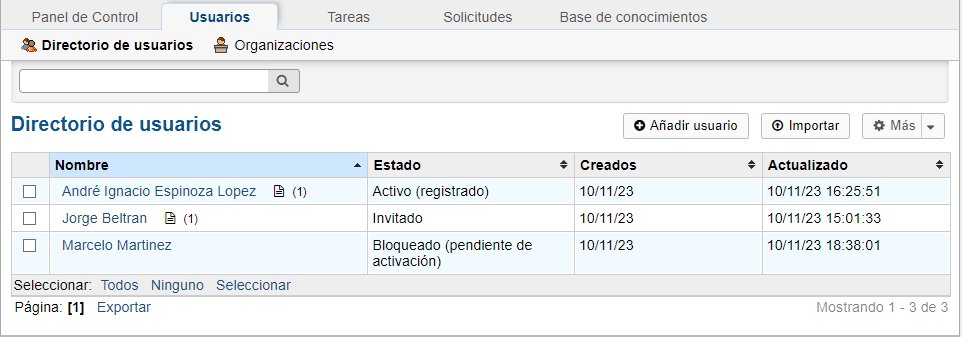 Panel de Control Usuarios Tareas Solicitudes Base de conocimientos
Directorio de usuarios Organizaciones
Directorio de usuarios Añadir usuario Importar Más
Nombre Estado Creados Actualizado
André Ignacio Espinoza Lopez (1) Activo (registrado) 10/11/23 10/11/23 16:25:51
Jorge Beltran (1) Invitado 10/11/23 10/11/23 15:01:33
Marcelo Martinez Bloqueado (pendiente de 10/11/23 10/11/23 18:38:01
activación)
Seleccionar: Todos Ninguno Seleccionar
Página: [1] Exportar Mostrando 1 - 3 de 3